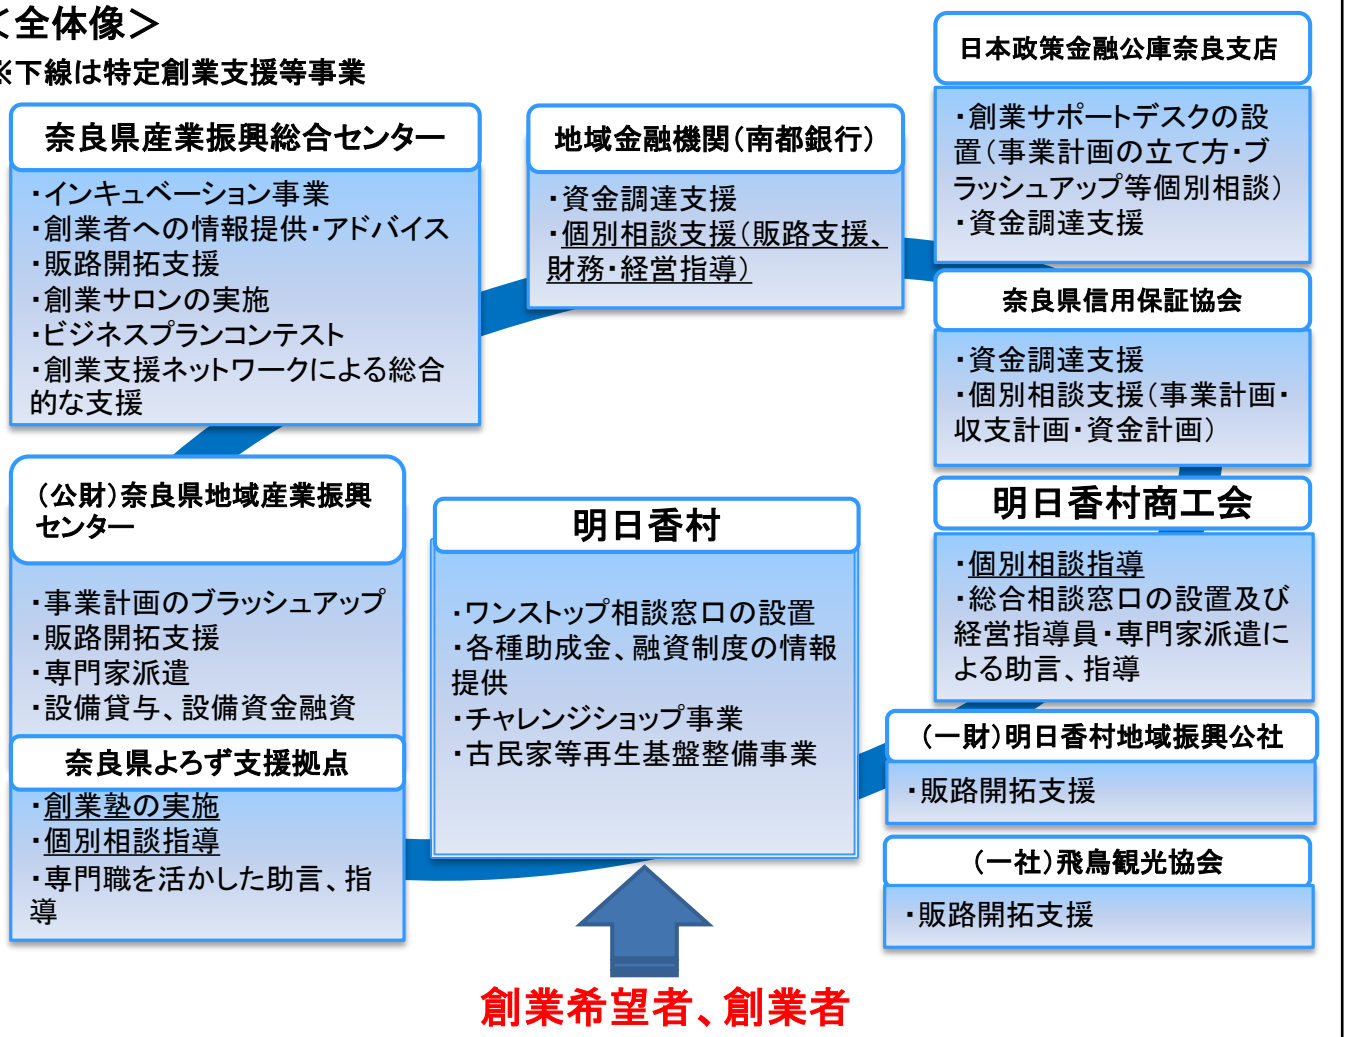 ＜全体像＞
※下線は特定創業支援等事業
奈良県産業振興総合センター
・インキュベーション事業
・創業者への情報提供・アドバイス
・販路開拓支援
・創業サロンの実施
・ビジネスプランコンテスト
・創業支援ネットワークによる総合
的な支援
地域金融機関（南都銀行）
・資金調達支援
・個別相談支援（販路支援、
財務・経営指導）
日本政策金融公庫奈良支店
・創業サポートデスクの設
置（事業計画の立て方・ブ
ラッシュアップ等個別相談）
・資金調達支援
奈良県信用保証協会
・資金調達支援
・個別相談支援（事業計画・
収支計画・資金計画）
（公財）奈良県地域産業振興
センター
・事業計画のブラッシュアップ
・販路開拓支援
・専門家派遣
・設備貸与、設備資金融資
奈良県よろず支援拠点
・創業塾の実施
・個別相談指導
・専門職を活かした助言、指
導
明日香村
・ワンストップ相談窓口の設置
・各種助成金、融資制度の情報
提供
・チャレンジショップ事業
・古民家等再生基盤整備事業
明日香村商工会
・個別相談指導
・総合相談窓口の設置及び
経営指導員・専門家派遣に
よる助言、指導
（一財）明日香村地域振興公社
・販路開拓支援
（一社）飛鳥観光協会
・販路開拓支援
創業希望者、創業者